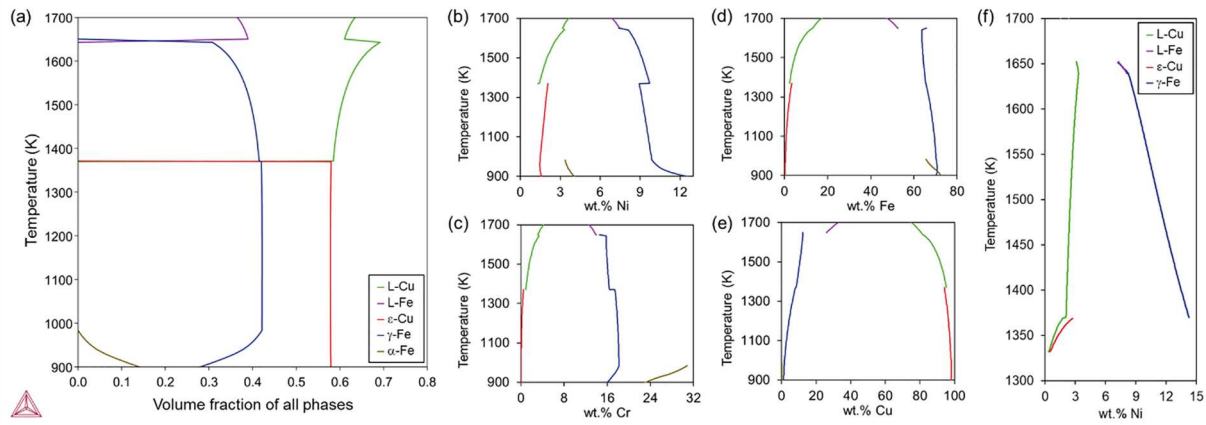 (a)
1700
1600
1500
1400
1300
1200
1100
1000
900
Temperature (K)
0.0 0.1 0.2 0.3 0.4 0.5 0.6 0.7 0.8
Volume fraction of all phases
L-Cu
L-Fe
ε-Cu
γ-Fe
α-Fe
(b)
1700
1500
1300
1100
900
Temperature (K)
0 3 6 9 12
wt.% Ni
(c)
1700
1500
1300
1100
900
Temperature (K)
0 8 16 24 32
wt.% Cr
(d)
1700
1500
1300
1100
900
Temperature (K)
0 20 40 60 80
wt.% Fe
(e)
1700
1500
1300
1100
900
Temperature (K)
0 20 40 60 80 100
wt.% Cu
(f)
1700
1650
1600
1550
1500
1450
1400
1350
1300
Temperature (K)
0 3 6 9 12 15
wt.% Ni
L-Cu
L-Fe
ε-Cu
γ-Fe